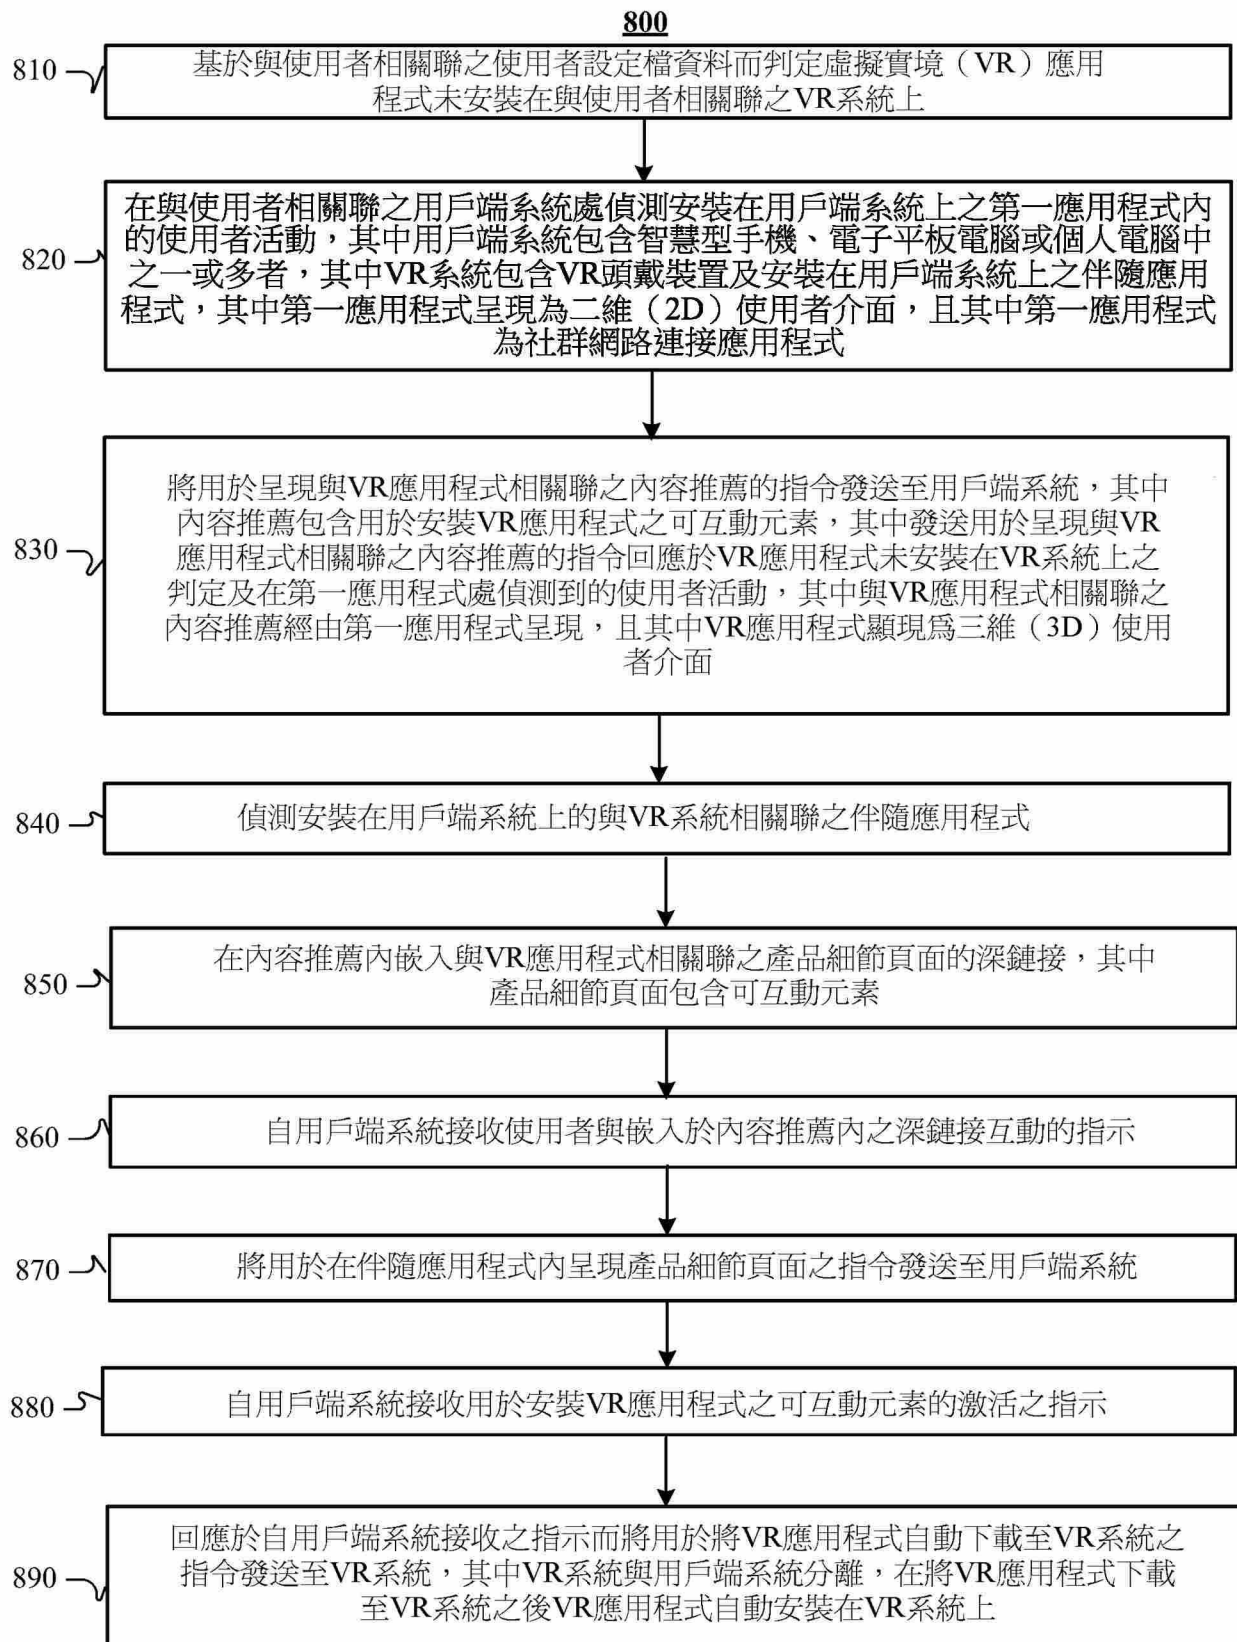 800
810
基於與使用者相關聯之使用者設定檔資料而判定虛擬實境（VR）應用
程式未安裝在與使用者相關聯之VR系統上
820
在與使用者相關聯之用戶端系統處偵測安裝在用戶端系統上之第一應用程式內
的使用者活動，其中用戶端系統包含智慧型手機、電子平板電腦或個人電腦中
之一或多者，其中VR系統包含VR頭戴裝置及安裝在用戶端系統上之伴隨應用
程式，其中第一應用程式呈現為二維（2D）使用者介面，且其中第一應用程式
為社群網路連接應用程式
830
將用於呈現與VR應用程式相關聯之內容推薦的指令發送至用戶端系統，其中
內容推薦包含用於安裝VR應用程式之可互動元素，其中發送用於呈現與VR
應用程式相關聯之內容推薦的指令回應於VR應用程式未安裝在VR系統上之
判定及在第一應用程式處偵測到的使用者活動，其中與VR應用程式相關聯之
內容推薦經由第一應用程式呈現，且其中VR應用程式顯現爲三維（3D）使用
者介面
840
偵測安裝在用戶端系統上的與VR系統相關聯之伴隨應用程式
850
在內容推薦內嵌入與VR應用程式相關聯之產品細節頁面的深鏈接，其中
產品細節頁面包含可互動元素
860
自用戶端系統接收使用者與嵌入於內容推薦內之深鏈接互動的指示
870
將用於在伴隨應用程式內呈現產品細節頁面之指令發送至用戶端系統
880
自用戶端系統接收用於安裝VR應用程式之可互動元素的激活之指示
890
回應於自用戶端系統接收之指示而將用於將VR應用程式自動下載至VR系統之
指令發送至VR系統，其中VR系統與用戶端系統分離，在將VR應用程式下載
至VR系統之後VR應用程式自動安裝在VR系統上